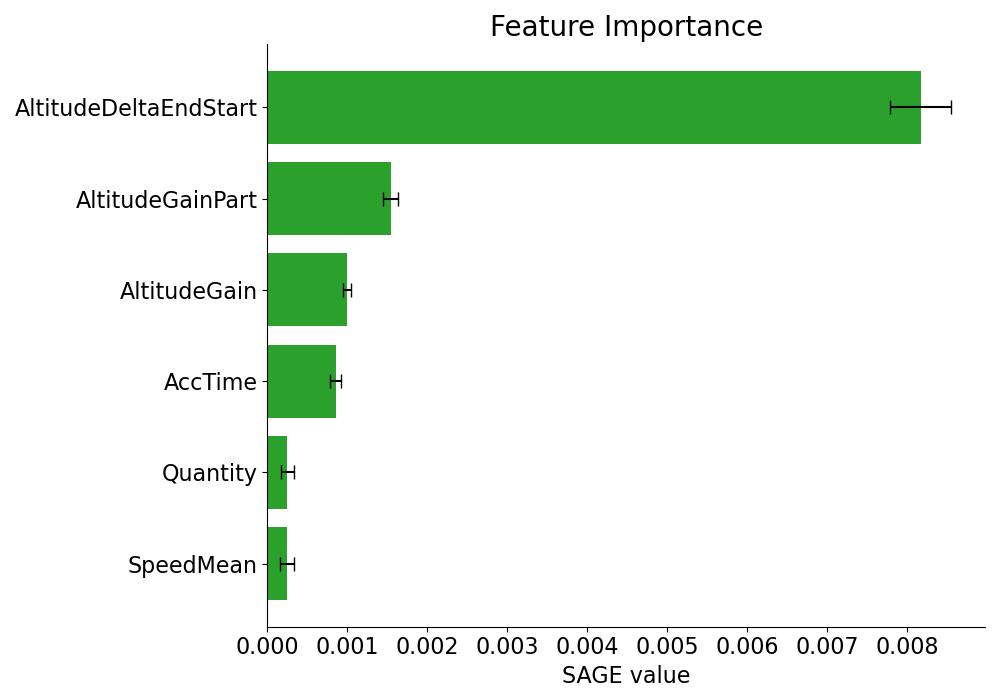 Feature Importance
AltitudeDeltaEndStart
AltitudeGainPart
AltitudeGain
AccTime
Quantity
SpeedMean
0.000 0.001 0.002 0.003 0.004 0.005 0.006 0.007 0.008
SAGE value